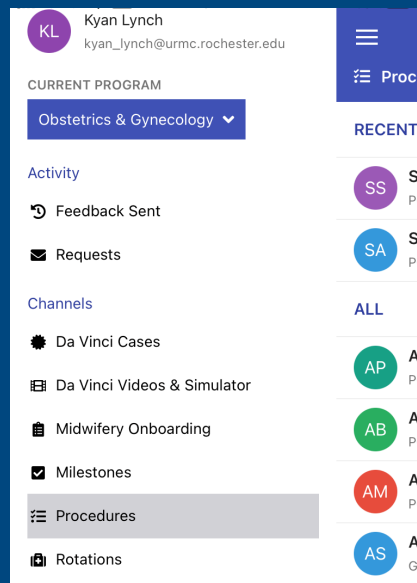 KL
Kyan Lynch
kyan_lynch@urmc.rochester.edu
CURRENT PROGRAM
Obstetrics & Gynecology
Activity
Feedback Sent
Requests
Channels
Da Vinci Cases
Da Vinci Videos & Simulator
Midwifery Onboarding
Milestones
Procedures
Rotations
RECENT
SS
S
P
SA
S
P
ALL
AP
A
P
AB
A
P
AM
A
P
AS
A
G